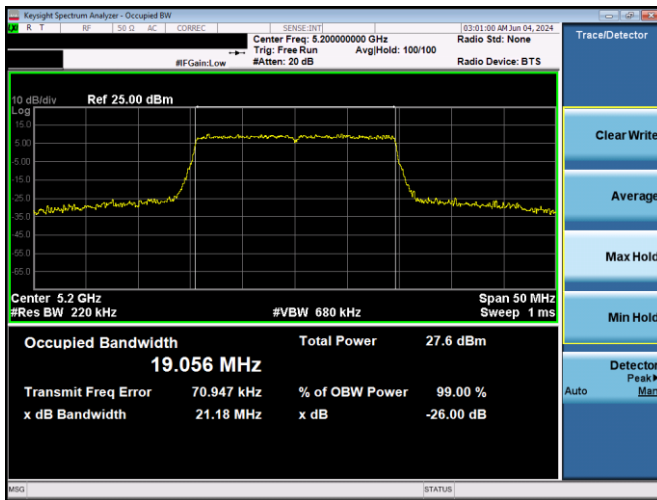 Keysight Spectrum Analyzer - Occupied BW
R T RF 50 Ω AC CORREC SENSE:INT 03:01:00 AM Jun 04, 2024
Center Freq: 5.200000000 GHz Radio Std: None
Trig: Free Run Avg|Hold: 100/100
#IFGain:Low #Atten: 20 dB Radio Device: BTS
10 dB/div Ref 25.00 dBm
Log
15.0
5.00
-5.00
-15.0
-25.0
-35.0
-45.0
-55.0
-65.0
Center 5.2 GHz Span 50 MHz
#Res BW 220 kHz #VBW 680 kHz Sweep 1 ms
Occupied Bandwidth Total Power 27.6 dBm
19.056 MHz
Transmit Freq Error 70.947 kHz % of OBW Power 99.00 %
x dB Bandwidth 21.18 MHz x dB -26.00 dB
MSG STATUS
Trace/Detector
Clear Write
Average
Max Hold
Min Hold
Detector
Peak
Auto Man